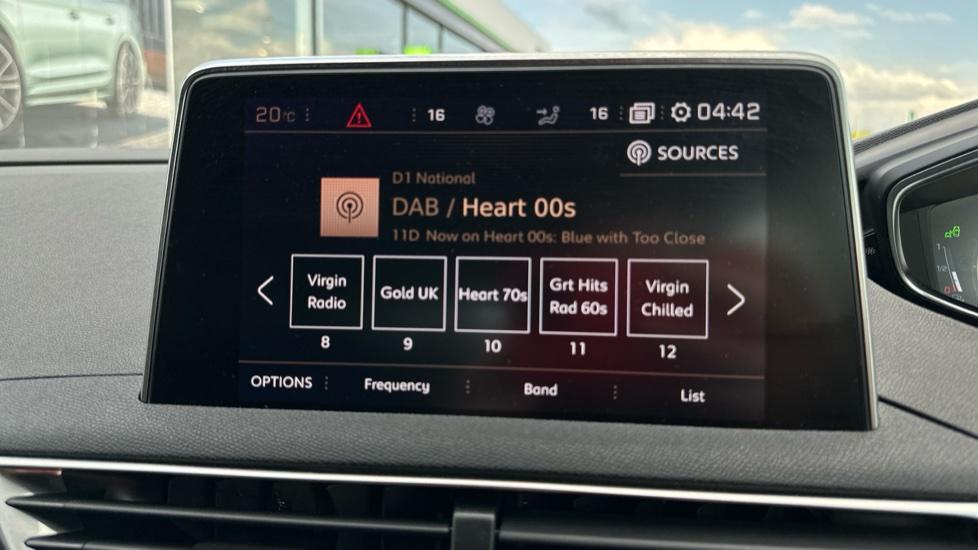 20°C 16 16 04:42
SOURCES
D1 National
DAB / Heart 00s
11D Now on Heart 00s: Blue with Too Close
Virgin
Radio
Gold UK
Heart 70s
Grt Hits
Rad 60s
Virgin
Chilled
8 9 10 11 12
OPTIONS Frequency Band List